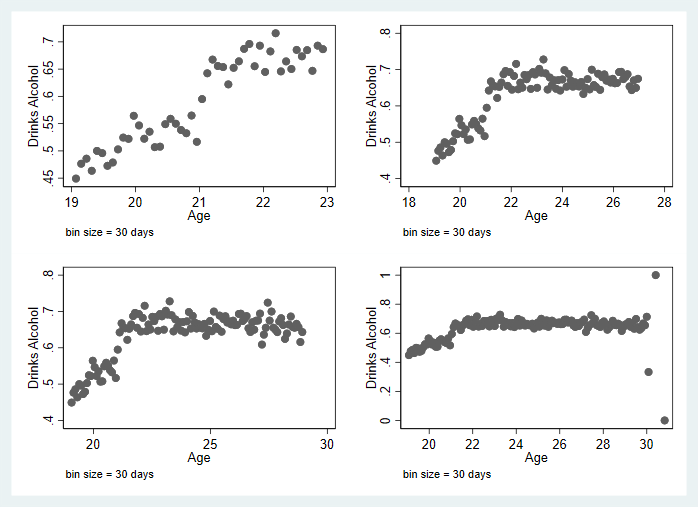 Drinks Alcohol
.45 .5 .55 .6 .65 .7
19 20 21 22 23
Age
bin size = 30 days
Drinks Alcohol
.4 .5 .6 .7 .8
18 20 22 24 26 28
Age
bin size = 30 days
Drinks Alcohol
.4 .5 .6 .7 .8
20 25 30
Age
bin size = 30 days
Drinks Alcohol
0 .2 .4 .6 .8 1
20 22 24 26 28 30
Age
bin size = 30 days